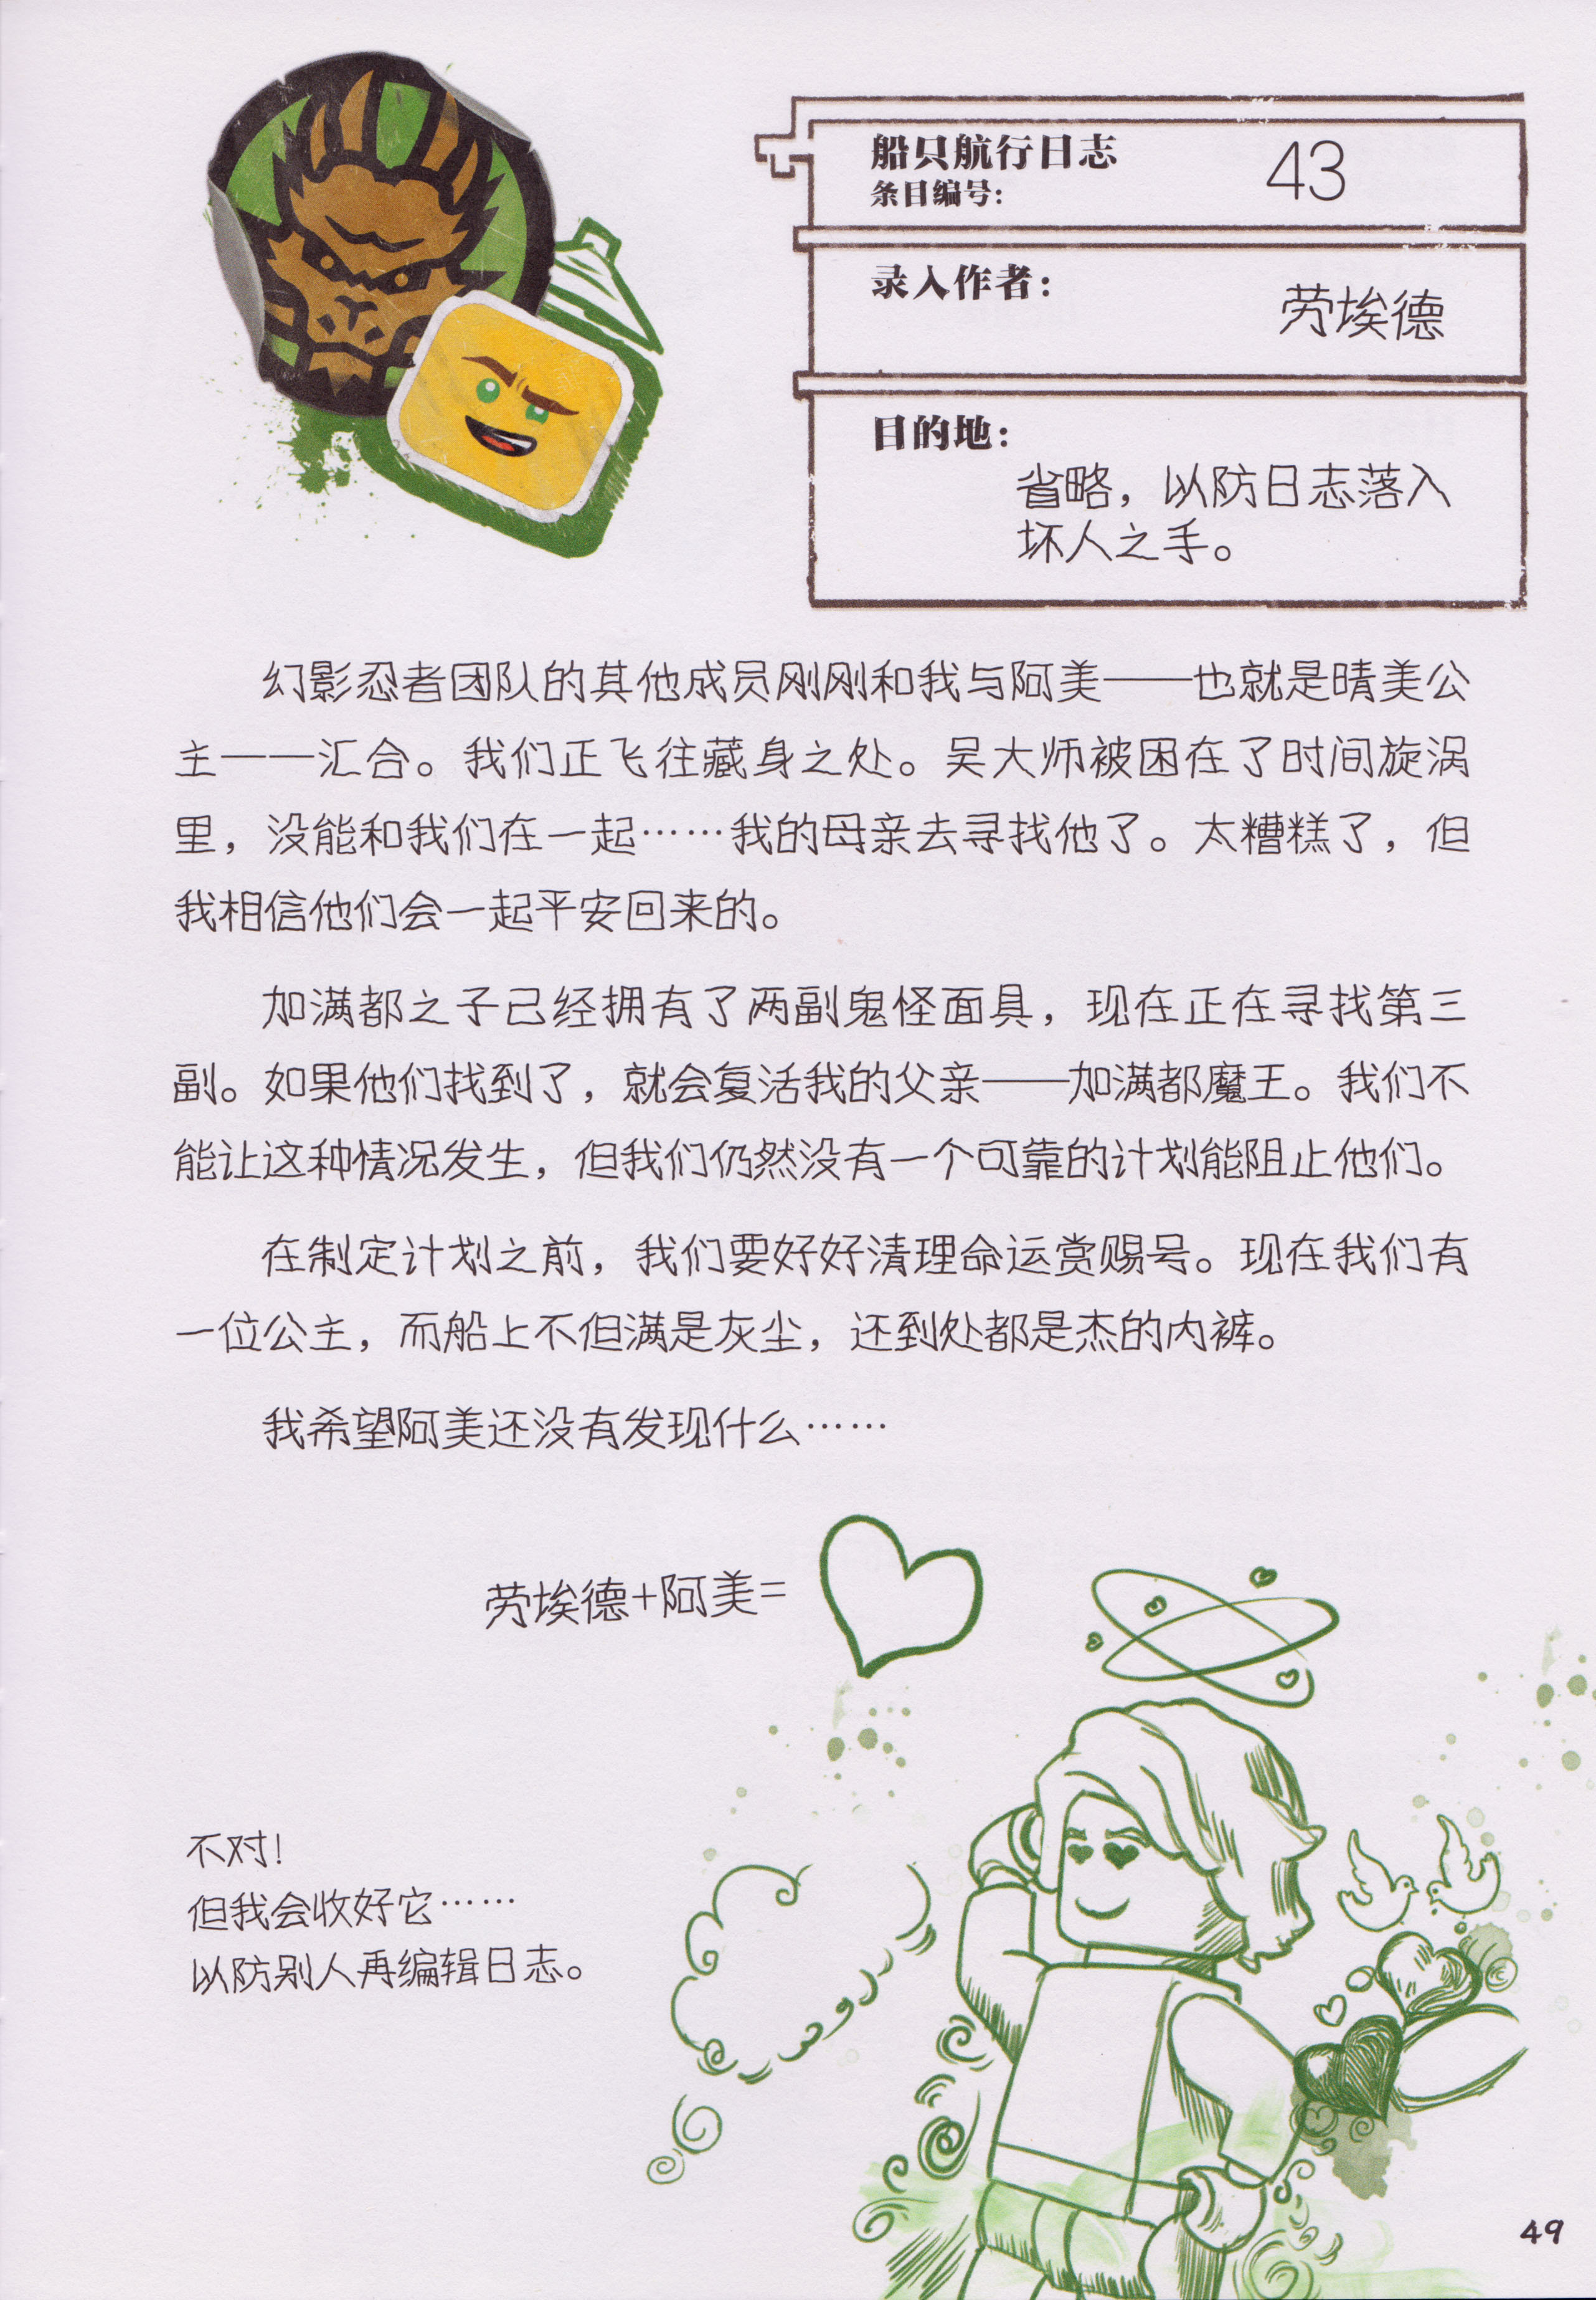 船只航行日志
条目编号：
43
录入作者：
劳埃德
目的地：
省略，以防日志落入
坏人之手。
幻影忍者团队的其他成员刚刚和我与阿美——也就是晴美公
主——汇合。我们正飞往藏身之处。吴大师被困在了时间旋涡
里，没能和我们在一起……我的母亲去寻找他了。太糟糕了，但
我相信他们会一起平安回来的。
加满都之子已经拥有了两副鬼怪面具，现在正在寻找第三
副。如果他们找到了，就会复活我的父亲——加满都魔王。我们不
能让这种情况发生，但我们仍然没有一个可靠的计划能阻止他们。
在制定计划之前，我们要好好清理命运赏赐号。现在我们有
一位公主，而船上不但满是灰尘，还到处都是杰的内裤。
我希望阿美还没有发现什么……
劳埃德+阿美=
不对！
但我会收好它……
以防别人再编辑日志。
49